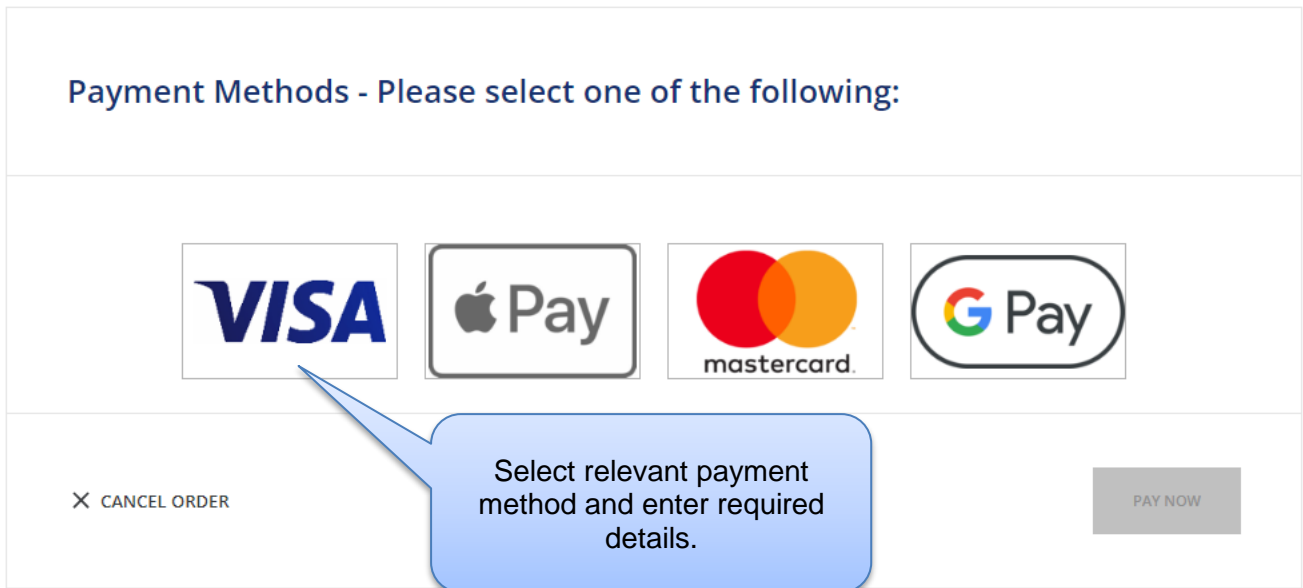 Payment Methods - Please select one of the following:
VISA
Pay
mastercard.
G Pay
Select relevant payment
method and enter required
details.
CANCEL ORDER
PAY NOW